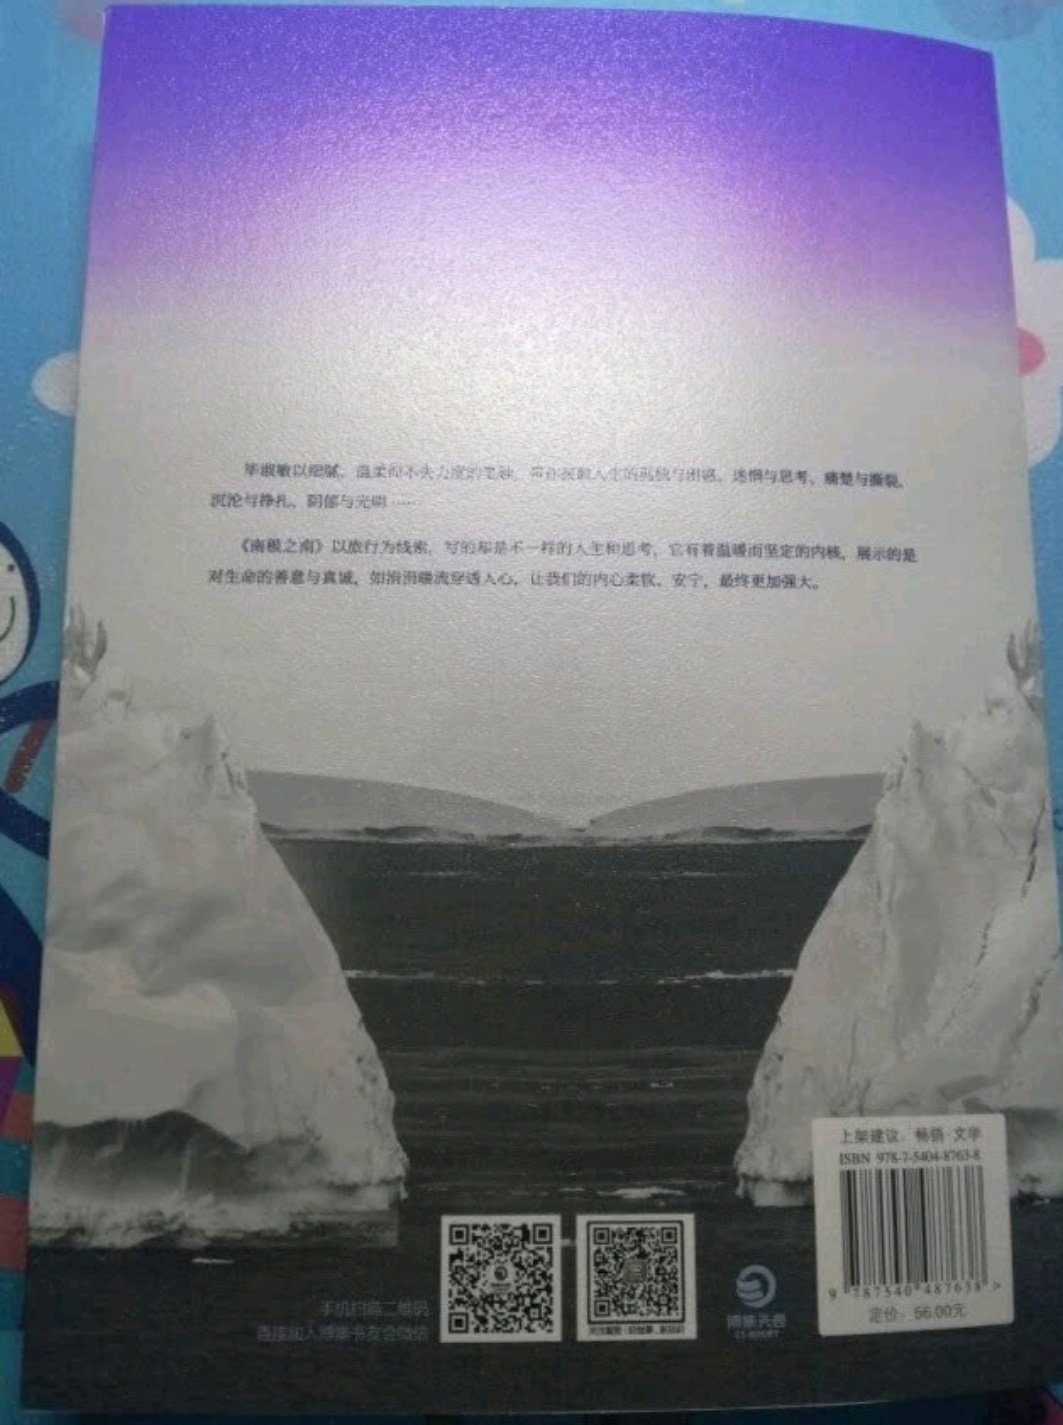 毕淑敏以细腻、温柔而不失力度的笔触，带你探触人生的孤独与困惑、迷惘与思考、痛楚与撕裂、
沉沦与挣扎、阴郁与光明……
《南极之南》以旅行为线索，写的却是不一样的人生和思考，它有着温暖而坚定的内核，展示的是
对生命的善意与真诚，如涓涓暖流穿透人心，让我们的内心柔软、安宁，最终更加强大。
上架建议：畅销·文学
ISBN 978-7-5404-8763-8
9 787540 487638 >
定价：56.00元
手机扫描二维码
直接加入博集书友会微信
博集天卷
CS-BOOKY